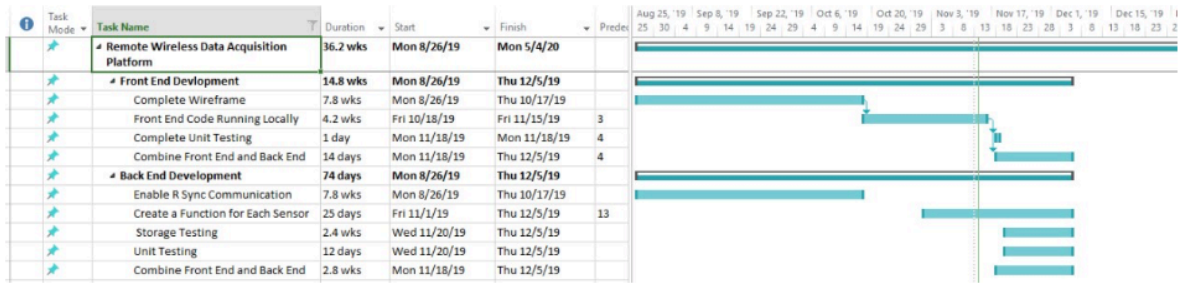 Task
Mode Task Name Duration Start Finish Predec
Aug 25, '19 Sep 8, '19 Sep 22, '19 Oct 6, '19 Oct 20, '19 Nov 3, '19 Nov 17, '19 Dec 1, '19 Dec 15, '19
25 30 4 9 14 19 24 29 4 9 14 19 24 29 3 8 13 18 23 28 3 8 13 18 23
Remote Wireless Data Acquisition 36.2 wks Mon 8/26/19 Mon 5/4/20
Platform
Front End Devlopment 14.8 wks Mon 8/26/19 Thu 12/5/19
Complete Wireframe 7.8 wks Mon 8/26/19 Thu 10/17/19
Front End Code Running Locally 4.2 wks Fri 10/18/19 Fri 11/15/19 3
Complete Unit Testing 1 day Mon 11/18/19 Mon 11/18/19 4
Combine Front End and Back End 14 days Mon 11/18/19 Thu 12/5/19 4
Back End Development 74 days Mon 8/26/19 Thu 12/5/19
Enable R Sync Communication 7.8 wks Mon 8/26/19 Thu 10/17/19
Create a Function for Each Sensor 25 days Fri 11/1/19 Thu 12/5/19 13
Storage Testing 2.4 wks Wed 11/20/19 Thu 12/5/19
Unit Testing 12 days Wed 11/20/19 Thu 12/5/19
Combine Front End and Back End 2.8 wks Mon 11/18/19 Thu 12/5/19